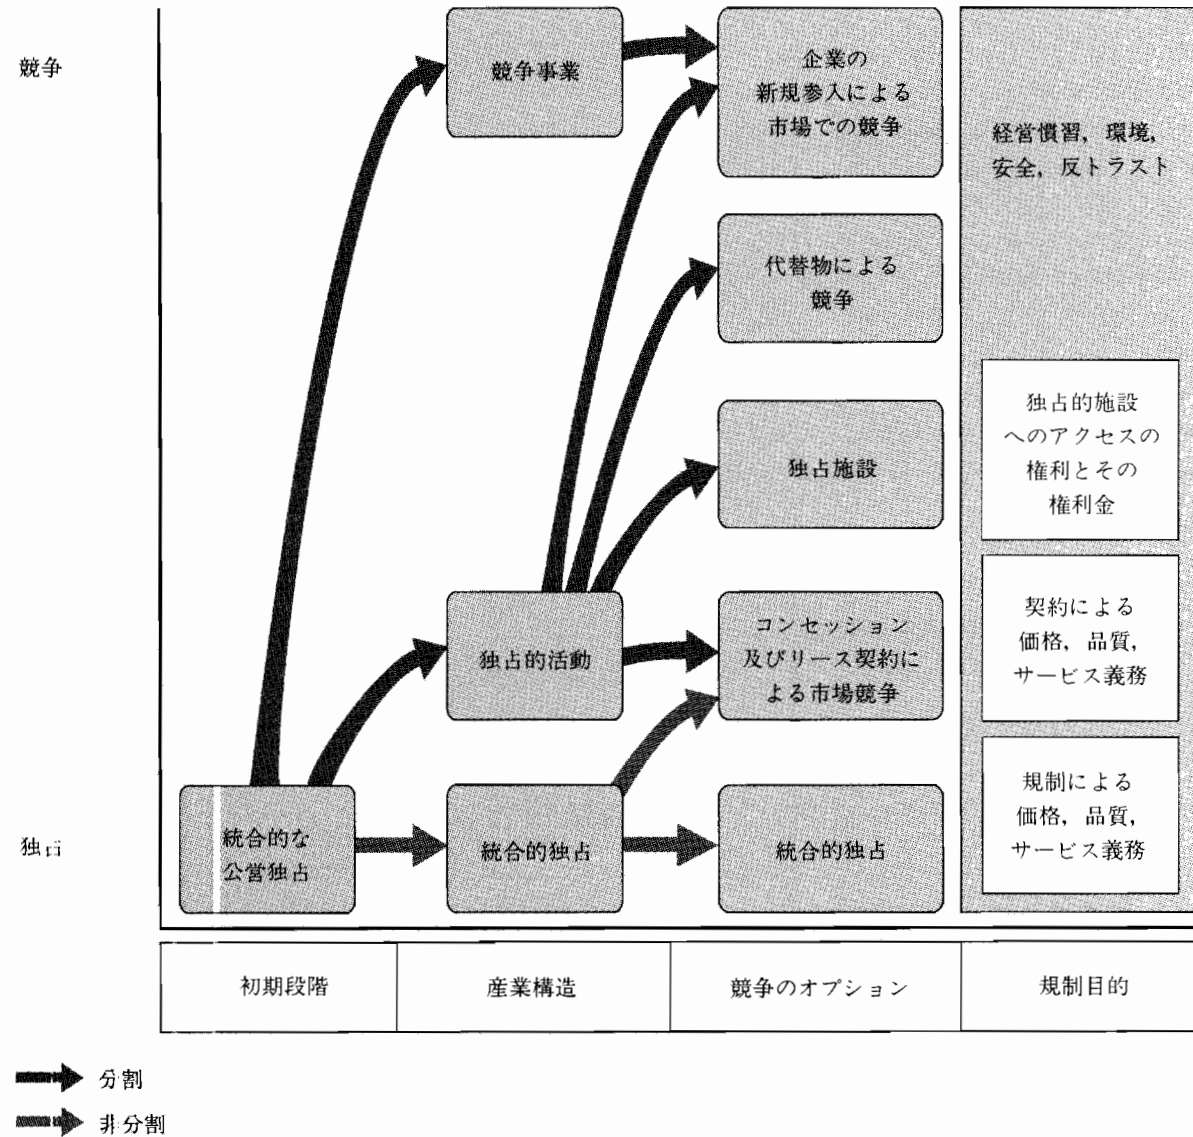 競争
競争事業
企業の
新規参入による
市場での競争
経営慣習，環境，
安全，反トラスト
代替物による
競争
独占的施設
へのアクセスの
権利とその
権利金
独占施設
独占的活動
コンセッション
及びリース契約に
よる市場競争
契約による
価格，品質，
サービス義務
独占
統合的な
公営独占
統合的独占
統合的独占
規制による
価格，品質，
サービス義務
初期段階
産業構造
競争のオプション
規制目的
分割
非分割